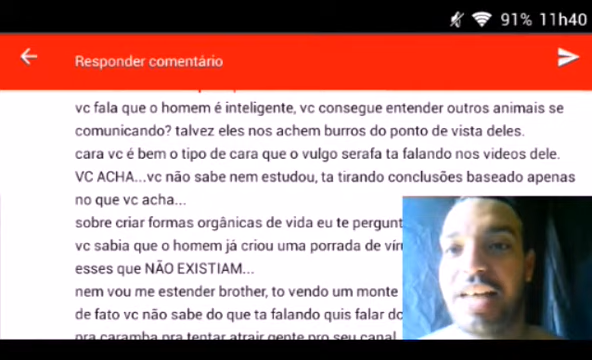 91% 11h40
Responder comentário
vc fala que o homem é inteligente, vc consegue entender outros animais se
comunicando? talvez eles nos achem burros do ponto de vista deles.
cara vc é bem o tipo de cara que o vulgo serafa ta falando nos videos dele.
VC ACHA...vc não sabe nem estudou, ta tirando conclusões baseado apenas
no que vc acha...
sobre criar formas orgânicas de vida eu te pergunt
vc sabia que o homem já criou uma porrada de víru
esses que NÃO EXISTIAM...
nem vou me estender brother, to vendo um monte
de fato vc não sabe do que ta falando quis falar do
pra caramba pra tentar atrair gente pro seu canal